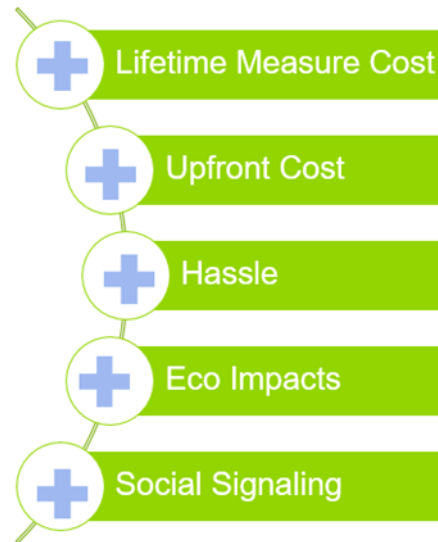 Lifetime Measure Cost
Upfront Cost
Hassle
Eco Impacts
Social Signaling